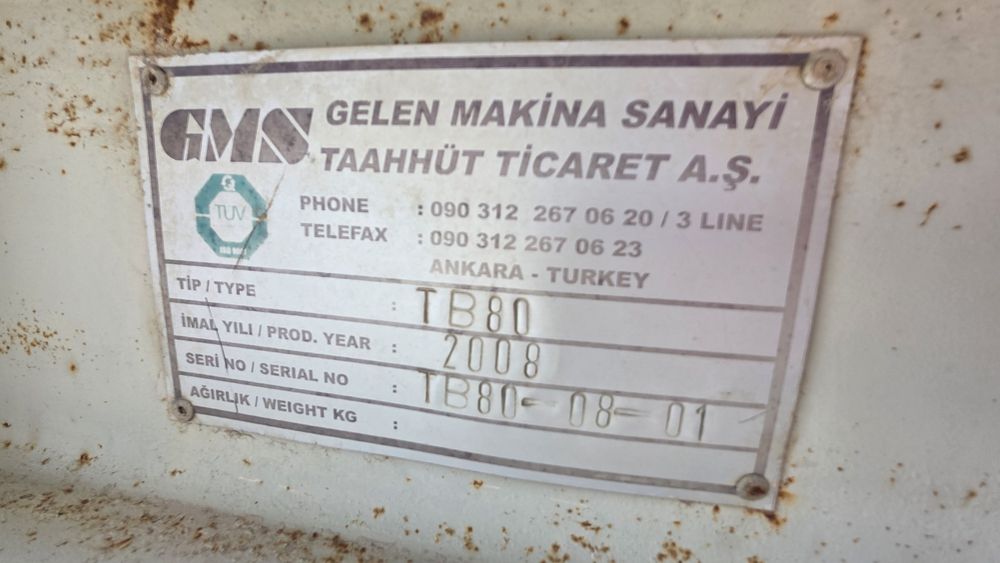 GMS GELEN MAKİNA SANAYİ
TAAHHÜT TİCARET A.Ş.
TÜV
PHONE : 090 312 267 06 20 / 3 LINE
TELEFAX : 090 312 267 06 23
ANKARA - TURKEY
TİP / TYPE : TB80
İMAL YILI / PROD. YEAR : 2008
SERİ NO / SERIAL NO : TB80-08-01
AĞIRLIK / WEIGHT KG :